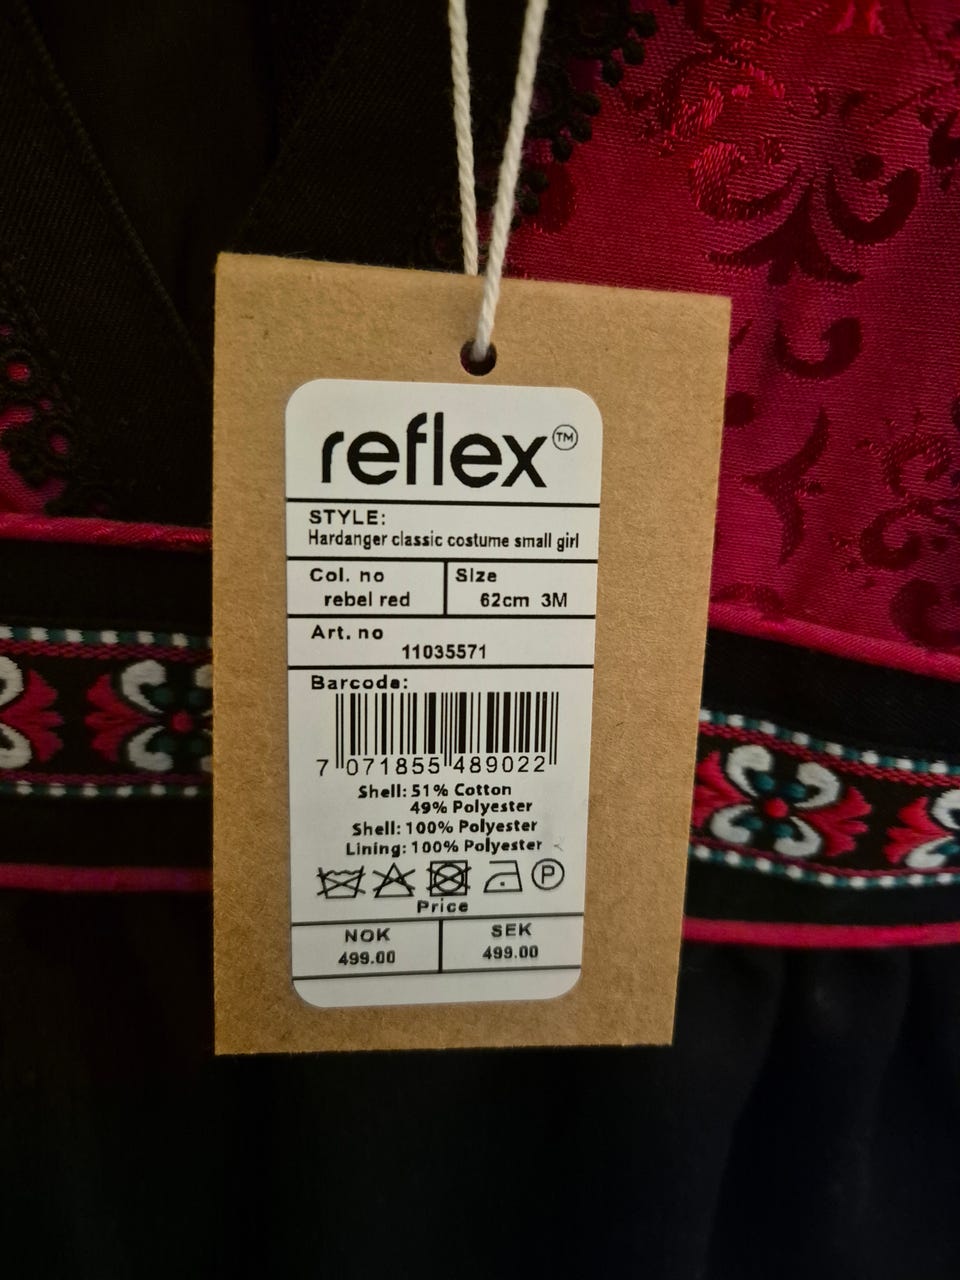 reflex™
STYLE:
Hardanger classic costume small girl
Col. no
rebel red
Size
62cm 3M
Art. no
11035571
Barcode:
7 071855 489022
Shell: 51% Cotton
49% Polyester
Shell: 100% Polyester
Lining: 100% Polyester
P
Price
NOK
499.00
SEK
499.00